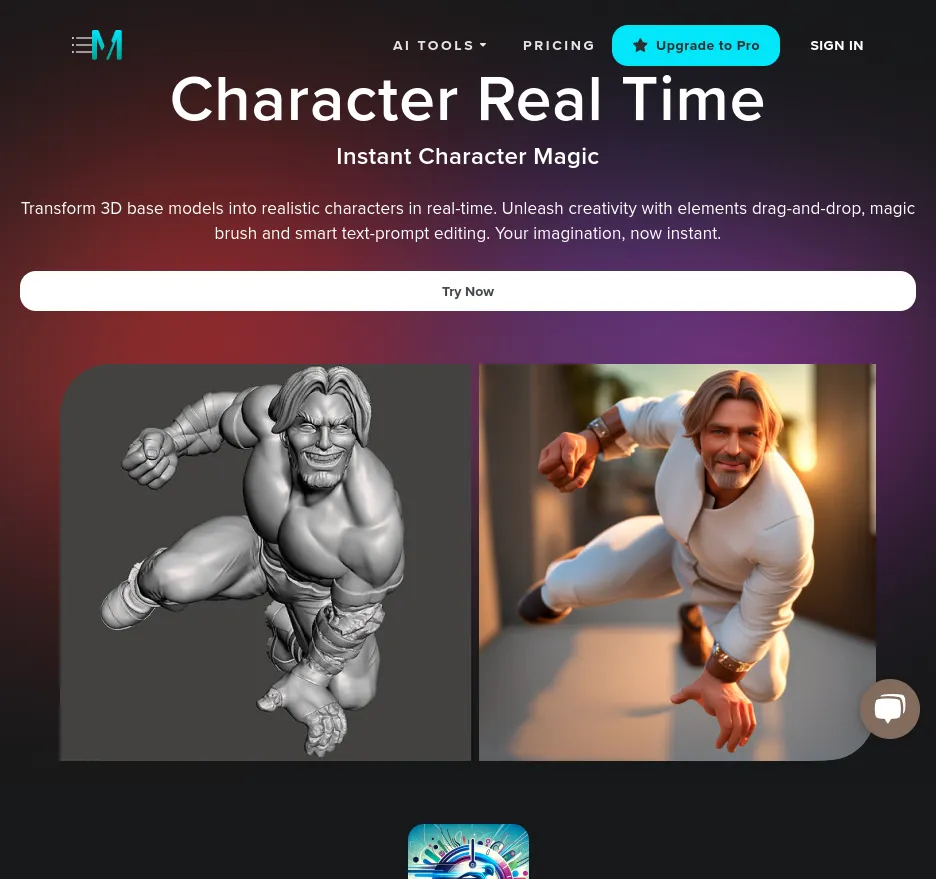 AI TOOLS
PRICING
Upgrade to Pro
SIGN IN
Character Real Time
Instant Character Magic
Transform 3D base models into realistic characters in real-time. Unleash creativity with elements drag-and-drop, magic
brush and smart text-prompt editing. Your imagination, now instant.
Try Now